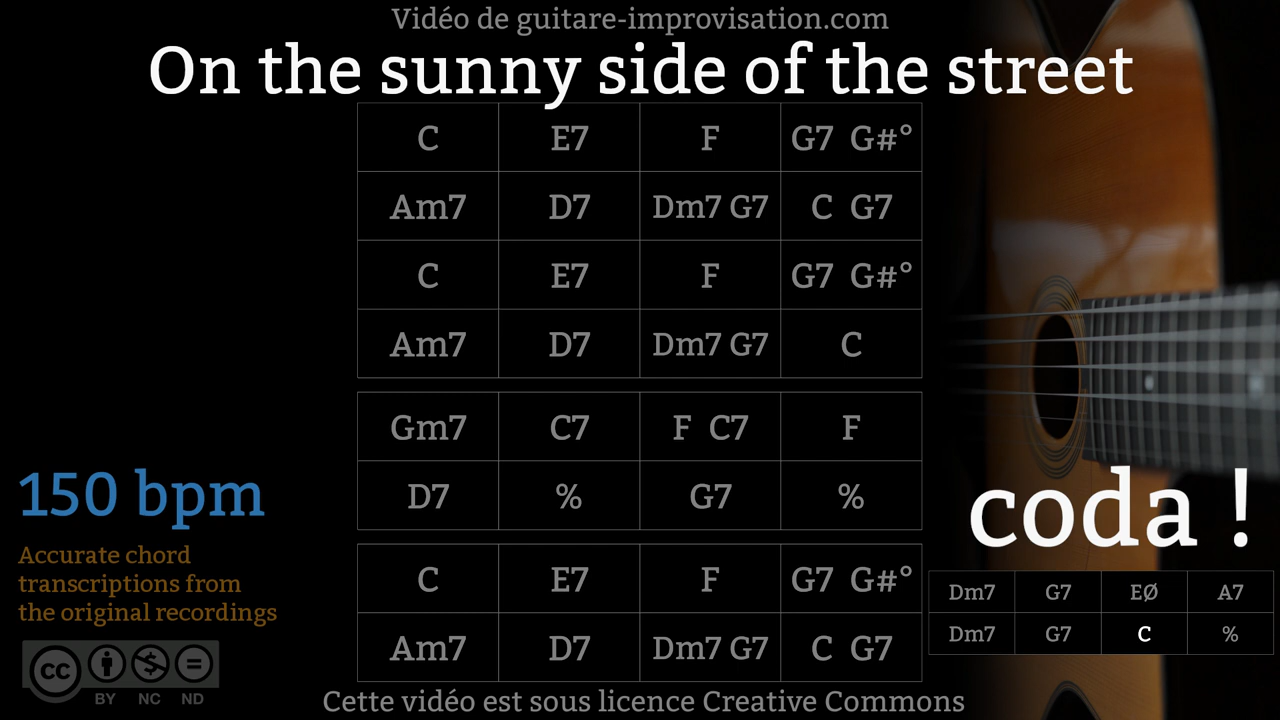 Vidéo de guitare-improvisation.com
On the sunny side of the street
C E7 F G7 G#°
Am7 D7 Dm7 G7 C G7
C E7 F G7 G#°
Am7 D7 Dm7 G7 C
Gm7 C7 F C7 F
D7 % G7 %
C E7 F G7 G#°
Am7 D7 Dm7 G7 C G7
150 bpm
Accurate chord
transcriptions from
the original recordings
cc
BY NC ND
coda !
Dm7 G7 EØ A7
Dm7 G7 C %
Cette vidéo est sous licence Creative Commons